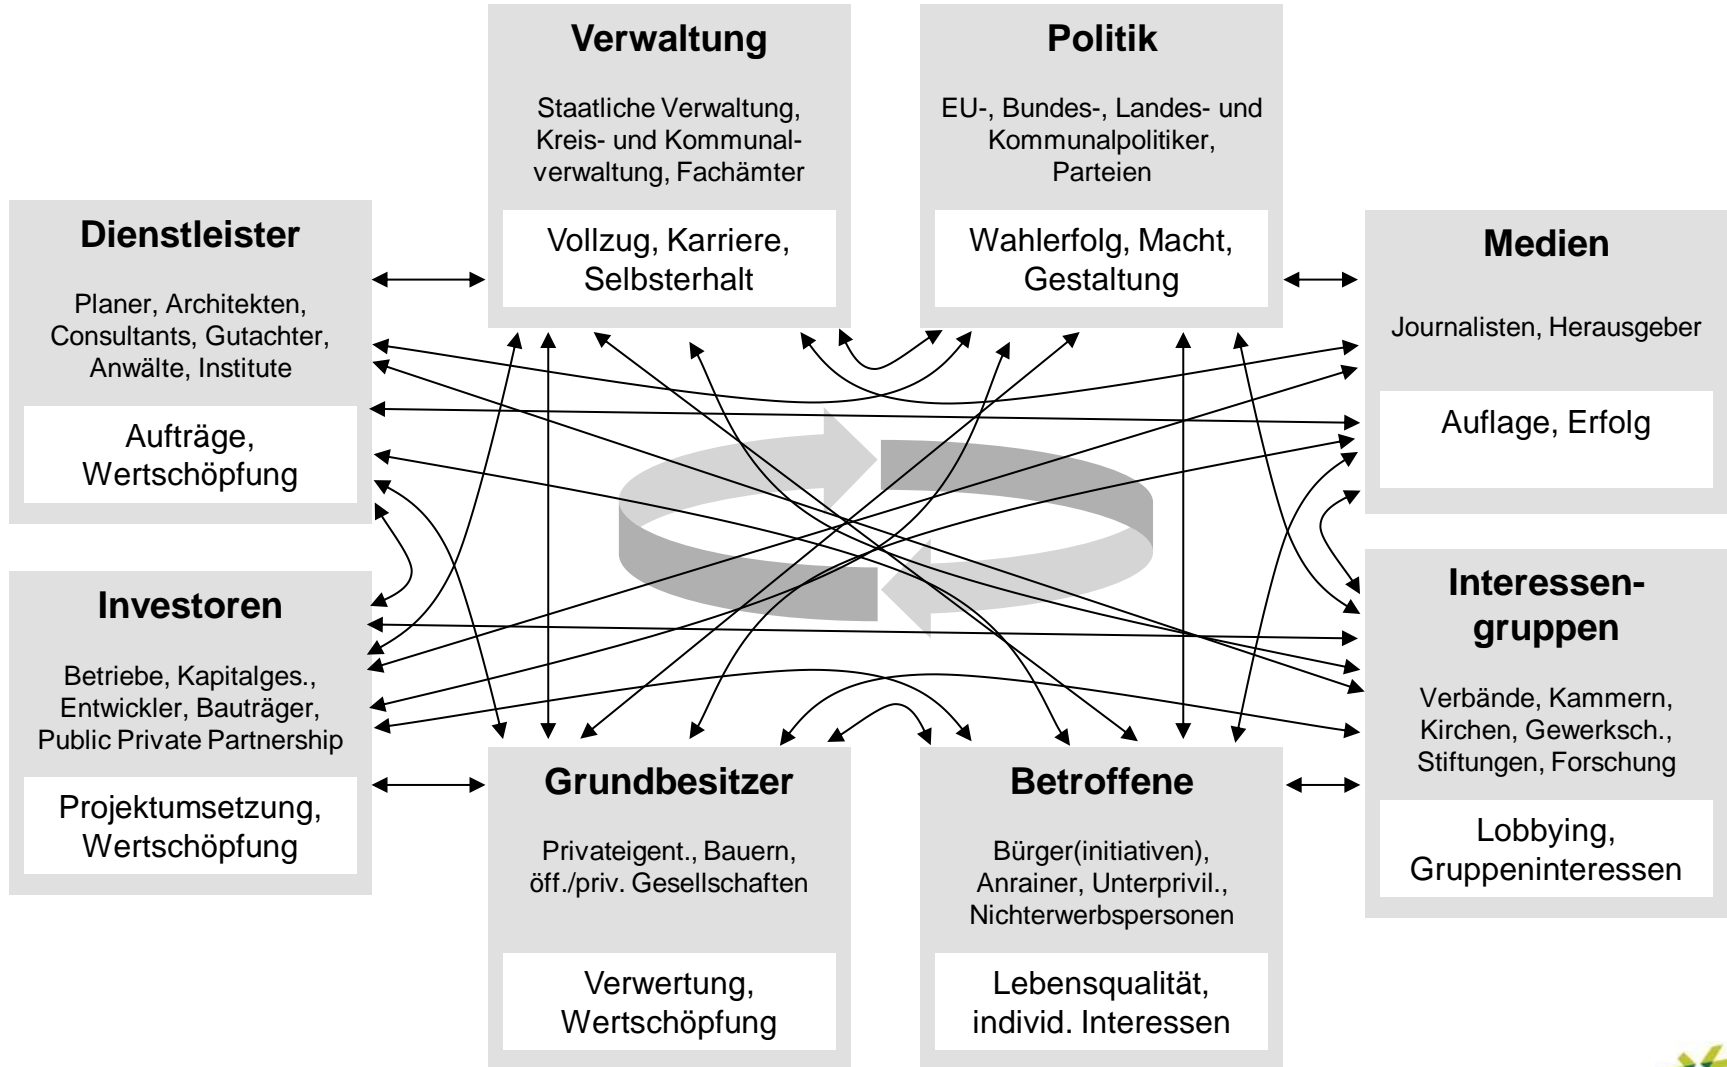 Verwaltung
Staatliche Verwaltung,
Kreis- und Kommunal-
verwaltung, Fachämter
Vollzug, Karriere,
Selbsterhalt
Politik
EU-, Bundes-, Landes- und
Kommunalpolitiker,
Parteien
Wahlerfolg, Macht,
Gestaltung
Dienstleister
Planer, Architekten,
Consultants, Gutachter,
Anwälte, Institute
Aufträge,
Wertschöpfung
Medien
Journalisten, Herausgeber
Auflage, Erfolg
Investoren
Betriebe, Kapitalges.,
Entwickler, Bauträger,
Public Private Partnership
Projektumsetzung,
Wertschöpfung
Interessen-
gruppen
Verbände, Kammern,
Kirchen, Gewerksch.,
Stiftungen, Forschung
Lobbying,
Gruppeninteressen
Grundbesitzer
Privateigent., Bauern,
öff./priv. Gesellschaften
Verwertung,
Wertschöpfung
Betroffene
Bürger(initiativen),
Anrainer, Unterprivil.,
Nichterwerbspersonen
Lebensqualität,
individ. Interessen